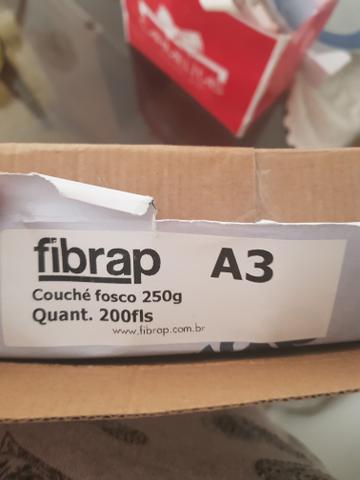 fibrap
A3
Couché fosco 250g
Quant. 200fls
www.fibrap.com.br